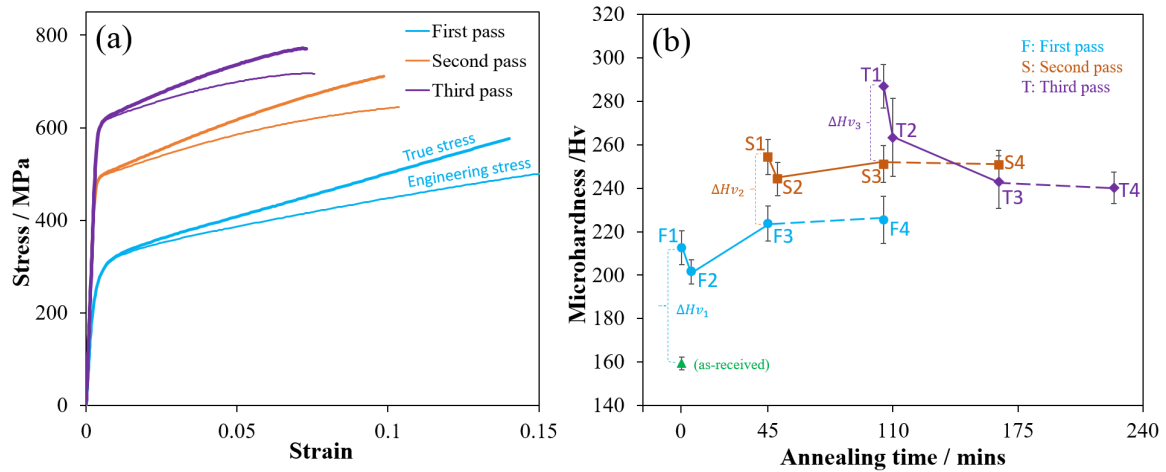 (a)
First pass
Second pass
Third pass
True stress
Engineering stress
Stress / MPa
800
600
400
200
0
0
0.05
0.1
0.15
Strain
(b)
F: First pass
S: Second pass
T: Third pass
T1
ΔHv₃
T2
S1
S2
S3
S4
ΔHv₂
T3
T4
F1
F2
F3
F4
ΔHv₁
(as-received)
Microhardness /Hv
320
300
280
260
240
220
200
180
160
140
0
45
110
175
240
Annealing time / mins